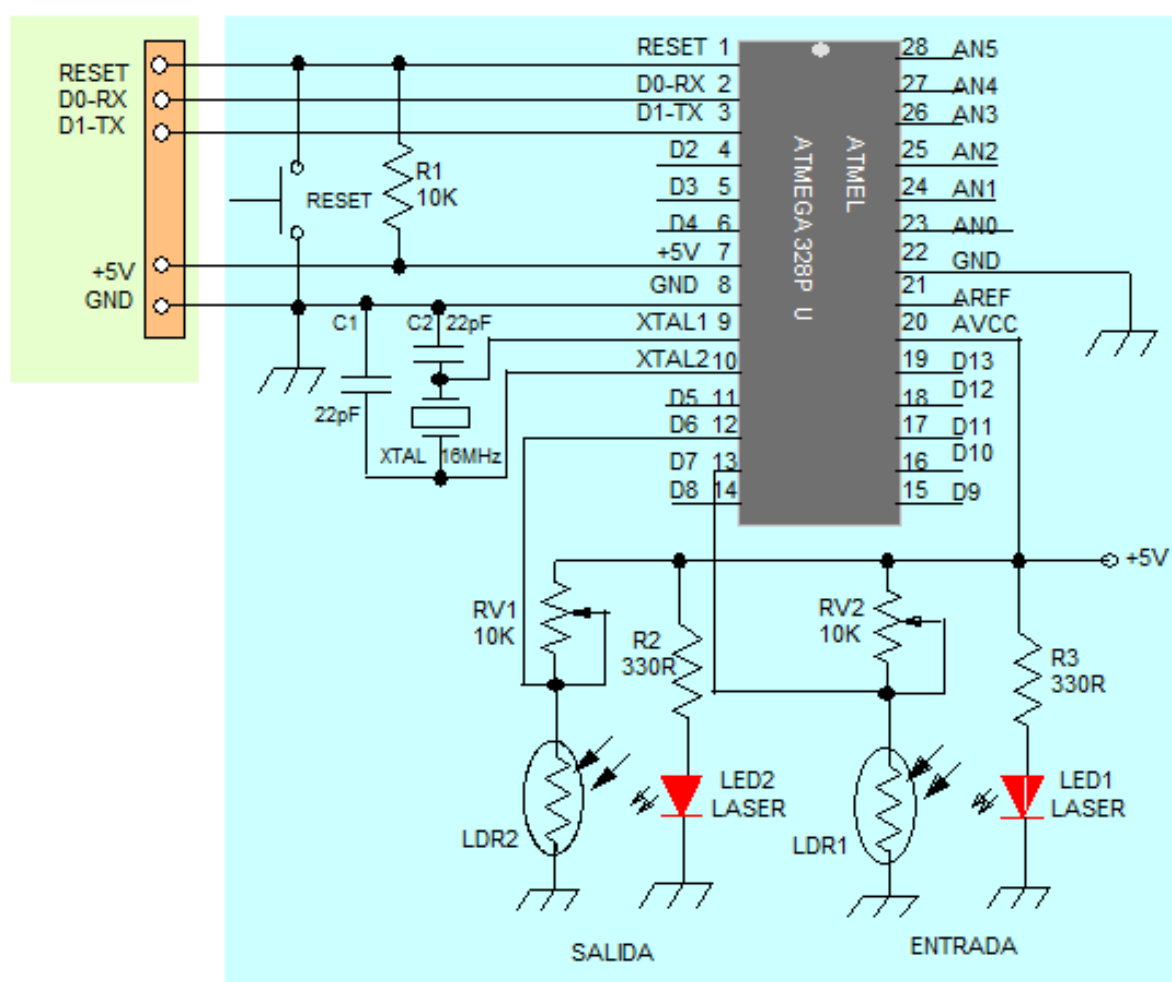 RESET
D0-RX
D1-TX
+5V
GND
RESET
R1
10K
C1
22pF
C2 22pF
XTAL 16MHz
RESET 1
D0-RX 2
D1-TX 3
D2 4
D3 5
D4 6
+5V 7
GND 8
XTAL1 9
XTAL2 10
D5 11
D6 12
D7 13
D8 14
ATMEL
ATMEGA 328P U
28 AN5
27 AN4
26 AN3
25 AN2
24 AN1
23 AN0
22 GND
21 AREF
20 AVCC
19 D13
18 D12
17 D11
16 D10
15 D9
+5V
RV1
10K
R2
330R
RV2
10K
R3
330R
LDR2
LED2
LASER
LDR1
LED1
LASER
SALIDA
ENTRADA